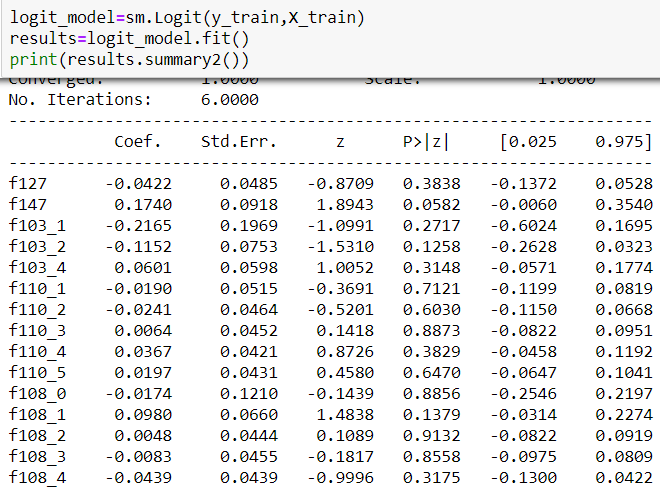 logit_model=sm.Logit(y_train,X_train)
results=logit_model.fit()
print(results.summary2())
Converged: 1.0000 Scale: 1.0000
No. Iterations: 6.0000
Coef. Std.Err. z P>|z| [0.025 0.975]
f127 -0.0422 0.0485 -0.8709 0.3838 -0.1372 0.0528
f147 0.1740 0.0918 1.8943 0.0582 -0.0060 0.3540
f103_1 -0.2165 0.1969 -1.0991 0.2717 -0.6024 0.1695
f103_2 -0.1152 0.0753 -1.5310 0.1258 -0.2628 0.0323
f103_4 0.0601 0.0598 1.0052 0.3148 -0.0571 0.1774
f110_1 -0.0190 0.0515 -0.3691 0.7121 -0.1199 0.0819
f110_2 -0.0241 0.0464 -0.5201 0.6030 -0.1150 0.0668
f110_3 0.0064 0.0452 0.1418 0.8873 -0.0822 0.0951
f110_4 0.0367 0.0421 0.8726 0.3829 -0.0458 0.1192
f110_5 0.0197 0.0431 0.4580 0.6470 -0.0647 0.1041
f108_0 -0.0174 0.1210 -0.1439 0.8856 -0.2546 0.2197
f108_1 0.0980 0.0660 1.4838 0.1379 -0.0314 0.2274
f108_2 0.0048 0.0444 0.1089 0.9132 -0.0822 0.0919
f108_3 -0.0083 0.0455 -0.1817 0.8558 -0.0975 0.0809
f108_4 -0.0439 0.0439 -0.9996 0.3175 -0.1300 0.0422